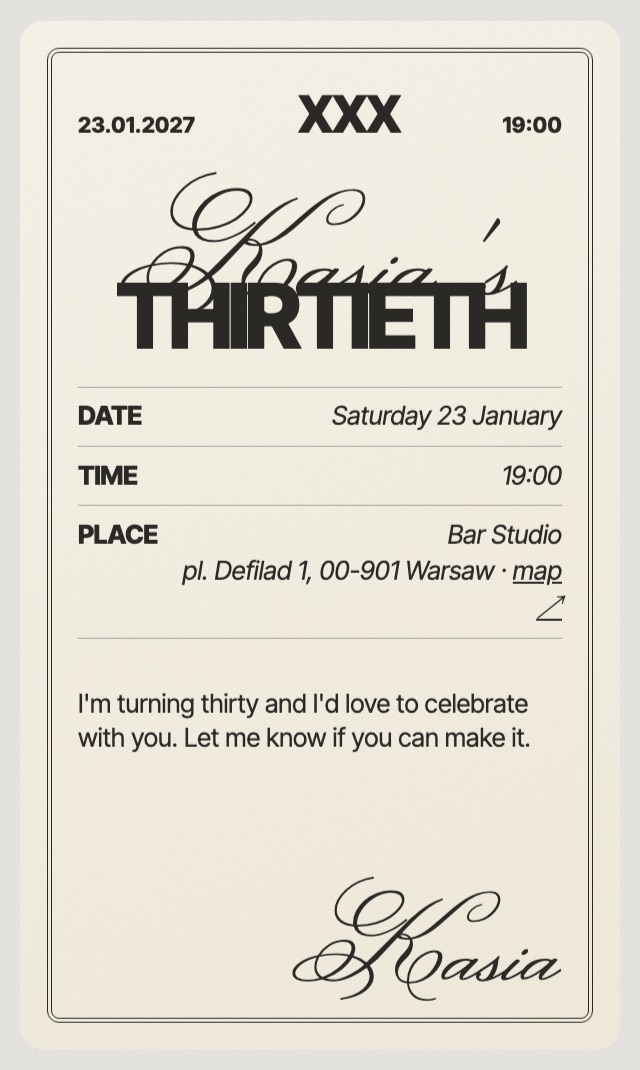 23.01.2027 XXX 19:00
Kasia's
THIRTIETH
DATE Saturday 23 January
TIME 19:00
PLACE Bar Studio
pl. Defilad 1, 00-901 Warsaw · map
↗
I'm turning thirty and I'd love to celebrate
with you. Let me know if you can make it.
Kasia